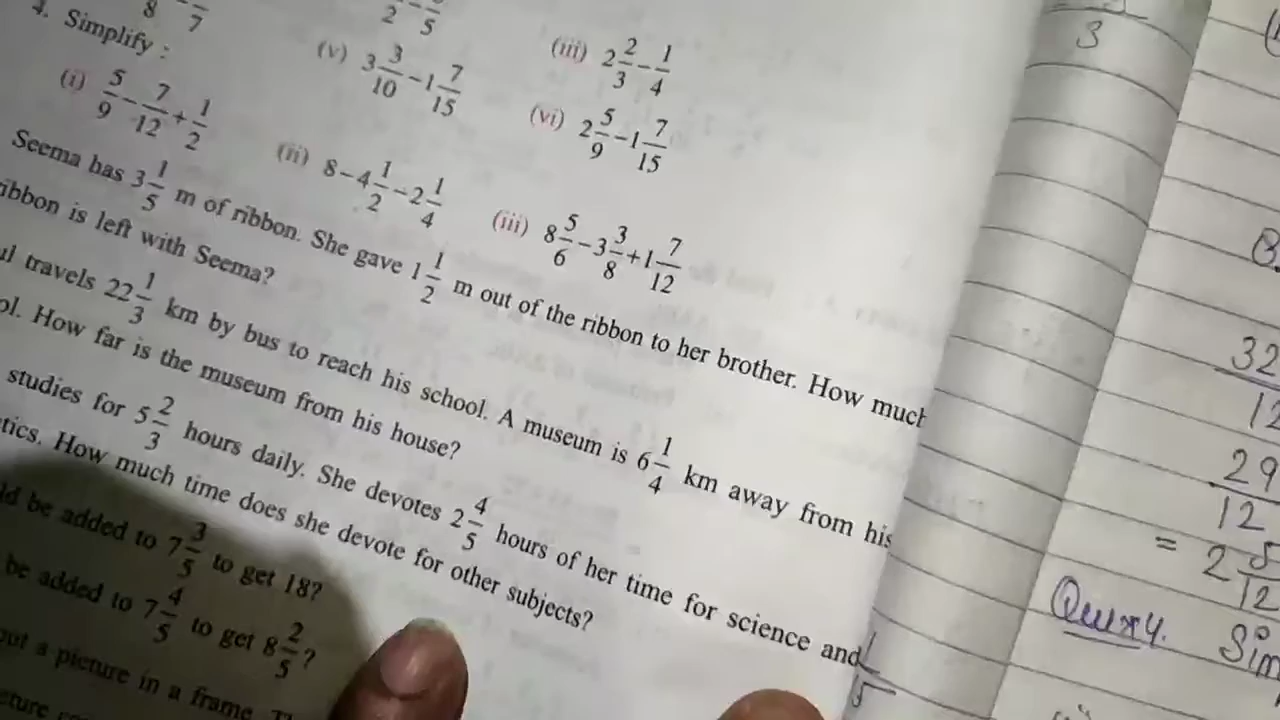 8 - 7
2 - 5
(iii) 2 2/3 - 1/4
4. Simplify :
(v) 3 3/10 - 1 7/15
(vi) 2 5/9 - 1 7/15
(i) 5/9 - 7/12 + 1/2
(ii) 8 - 4 1/2 - 2 1/4
(iii) 8 5/6 - 3 3/8 + 1 7/12
Seema has 3 1/5 m of ribbon. She gave 1 1/2 m out of the ribbon to her brother. How much
ribbon is left with Seema?
travels 22 1/3 km by bus to reach his school. A museum is 6 1/4 km away from his
How far is the museum from his house?
studies for 5 2/3 hours daily. She devotes 2 4/5 hours of her time for science and
How much time does she devote for other subjects?
be added to 7 3/5 to get 18?
be added to 7 4/5 to get 8 2/5?
a picture in a frame.
3
32
12
29
12
= 2 5/12
Ques 4. Sim
1/5